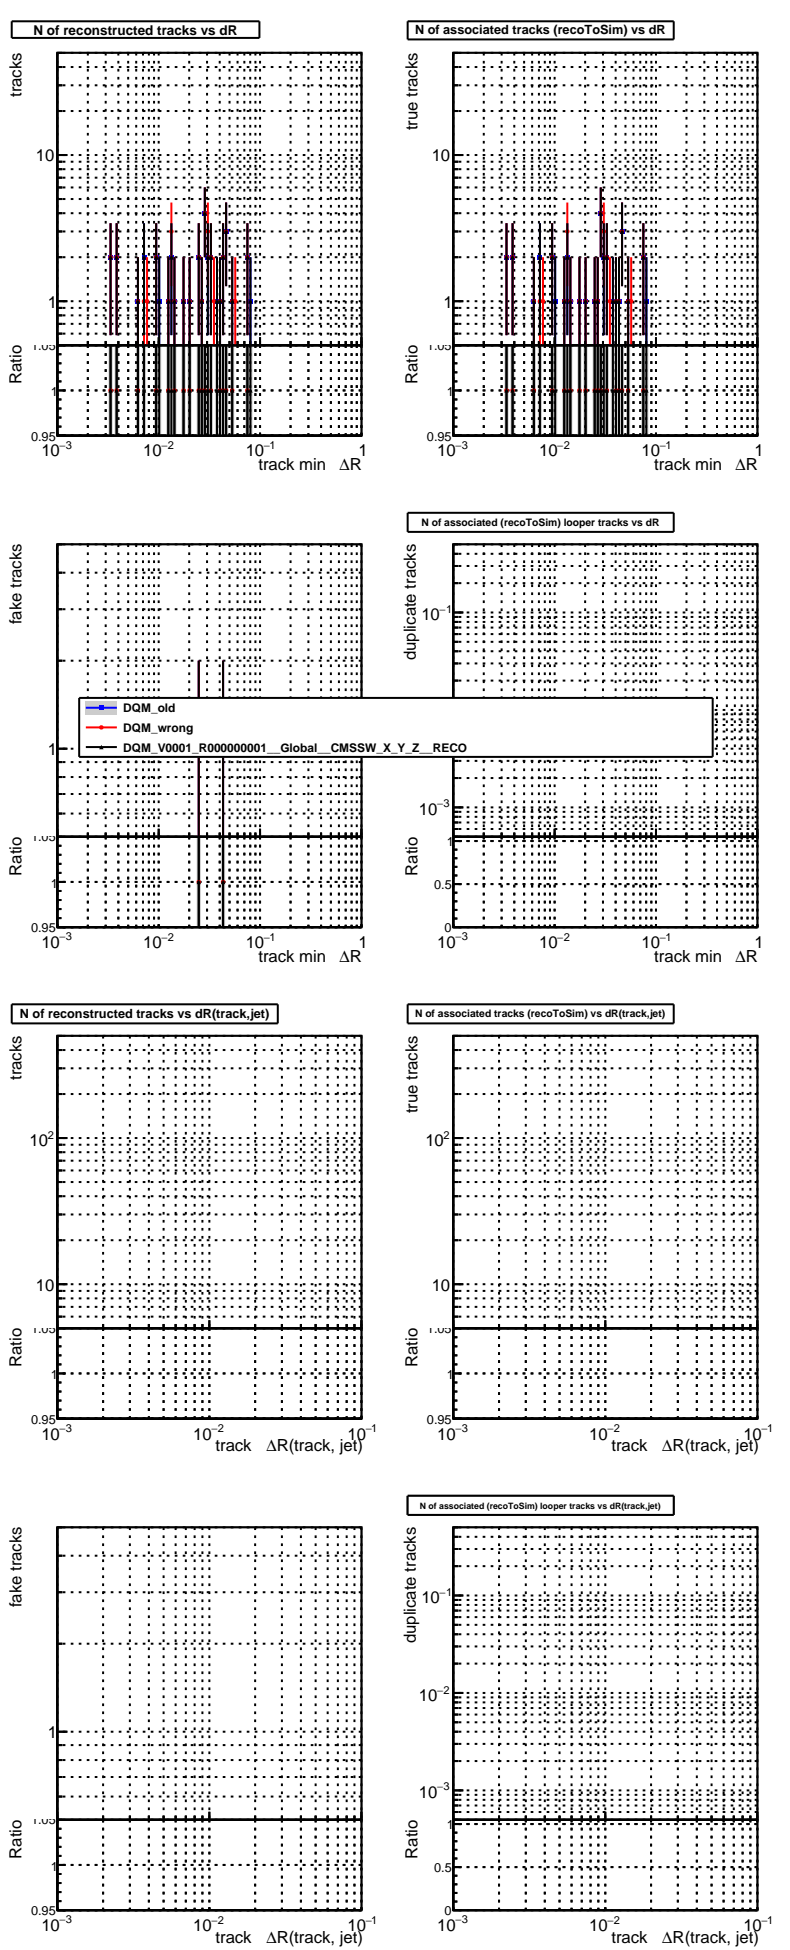 N of reconstructed tracks vs dR
N of associated tracks (recoToSim) vs dR
tracks
10
1
Ratio
1.05
1
0.95
10⁻³ 10⁻² 10⁻¹ 1
track min ΔR
true tracks
10
1
Ratio
1.05
1
0.95
10⁻³ 10⁻² 10⁻¹ 1
track min ΔR
N of associated (recoToSim) looper tracks vs dR
fake tracks
1
Ratio
1.05
1
0.95
10⁻³ 10⁻² 10⁻¹ 1
track min ΔR
duplicate tracks
10⁻¹
10⁻³
Ratio
1
0.5
0
10⁻³ 10⁻² 10⁻¹ 1
track min ΔR
DQM_old
DQM_wrong
DQM_V0001_R000000001__Global__CMSSW_X_Y_Z__RECO
N of reconstructed tracks vs dR(track,jet)
N of associated tracks (recoToSim) vs dR(track,jet)
tracks
10²
10
Ratio
1.05
1
0.95
10⁻³ 10⁻² 10⁻¹
track ΔR(track, jet)
true tracks
10²
10
Ratio
1.05
1
0.95
10⁻³ 10⁻² 10⁻¹
track ΔR(track, jet)
N of associated (recoToSim) looper tracks vs dR(track,jet)
fake tracks
1
Ratio
1.05
1
0.95
10⁻³ 10⁻² 10⁻¹
track ΔR(track, jet)
duplicate tracks
10⁻¹
10⁻²
10⁻³
Ratio
1
0.5
0
10⁻³ 10⁻² 10⁻¹
track ΔR(track, jet)